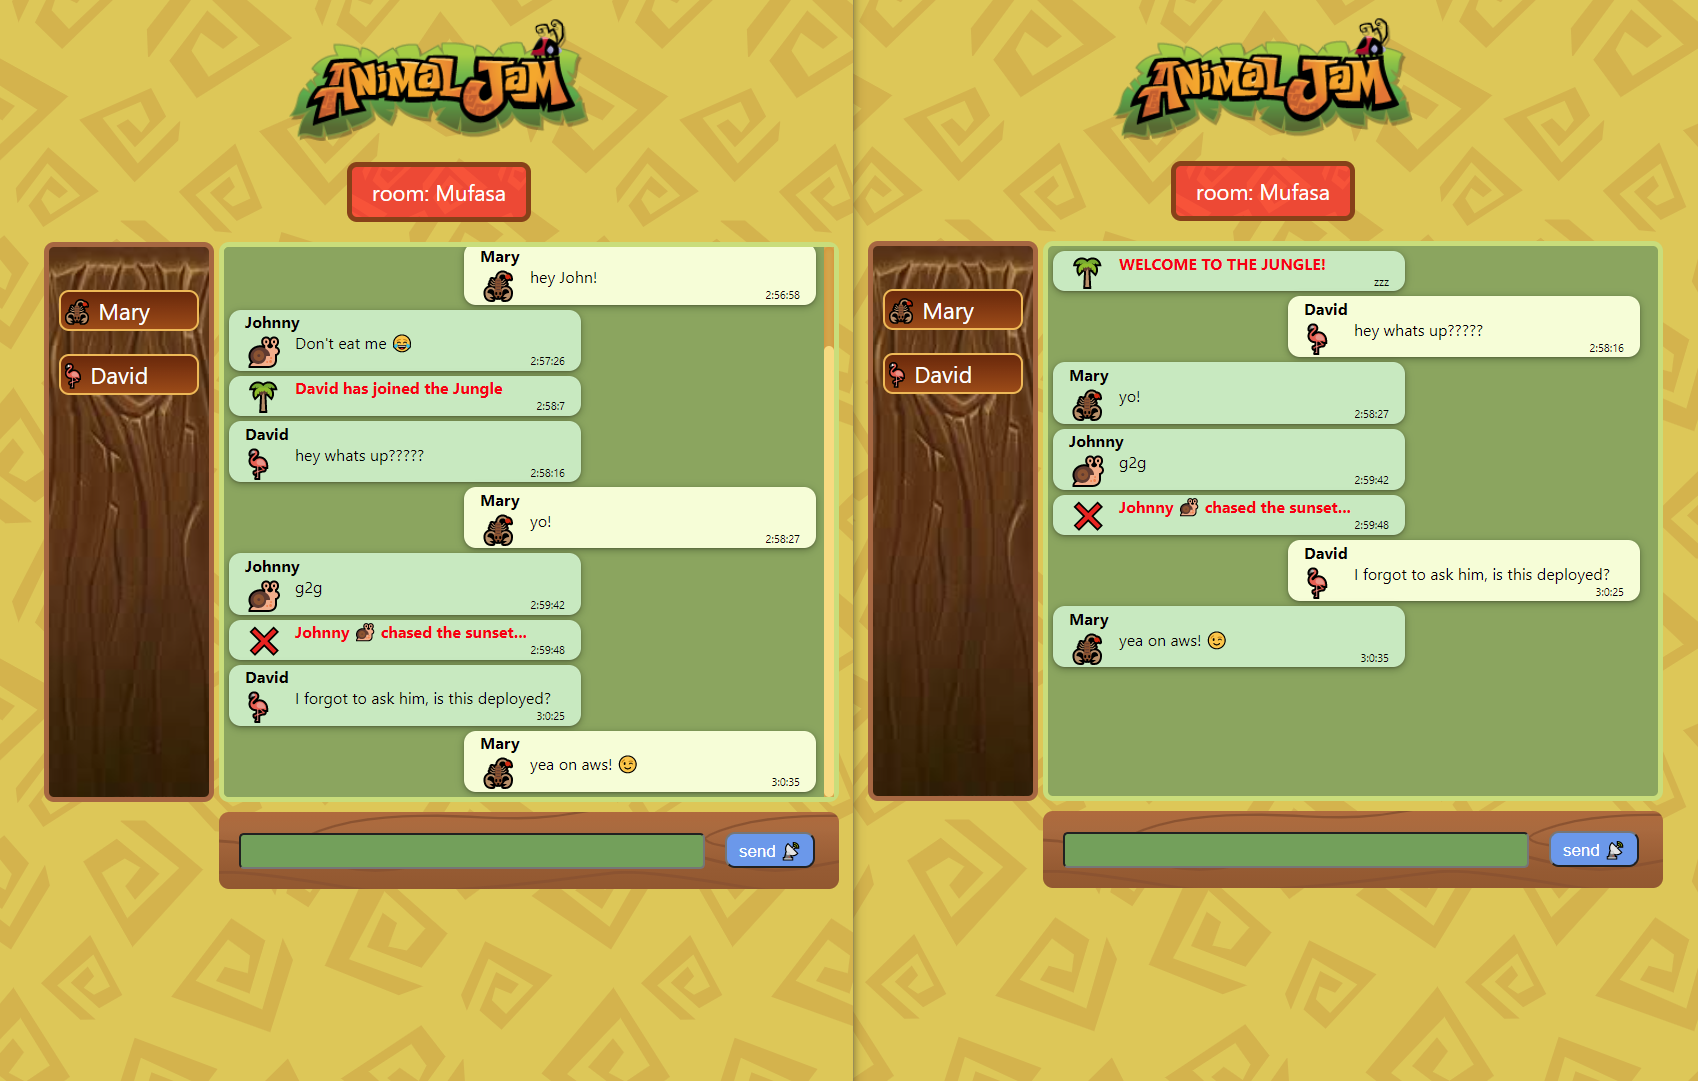 ANIMAL JAM
room: Mufasa
Mary
David
Mary
hey John!
2:56:58
Johnny
Don't eat me 😅
2:57:26
David has joined the Jungle
2:58:7
David
hey whats up?????
2:58:16
Mary
yo!
2:58:27
Johnny
g2g
2:59:42
Johnny 🐌 chased the sunset...
2:59:48
David
I forgot to ask him, is this deployed?
3:0:25
Mary
yea on aws! 😉
3:0:35
send
ANIMAL JAM
room: Mufasa
Mary
David
WELCOME TO THE JUNGLE!
zzz
David
hey whats up?????
2:58:16
Mary
yo!
2:58:27
Johnny
g2g
2:59:42
Johnny 🐌 chased the sunset...
2:59:48
David
I forgot to ask him, is this deployed?
3:0:25
Mary
yea on aws! 😉
3:0:35
send